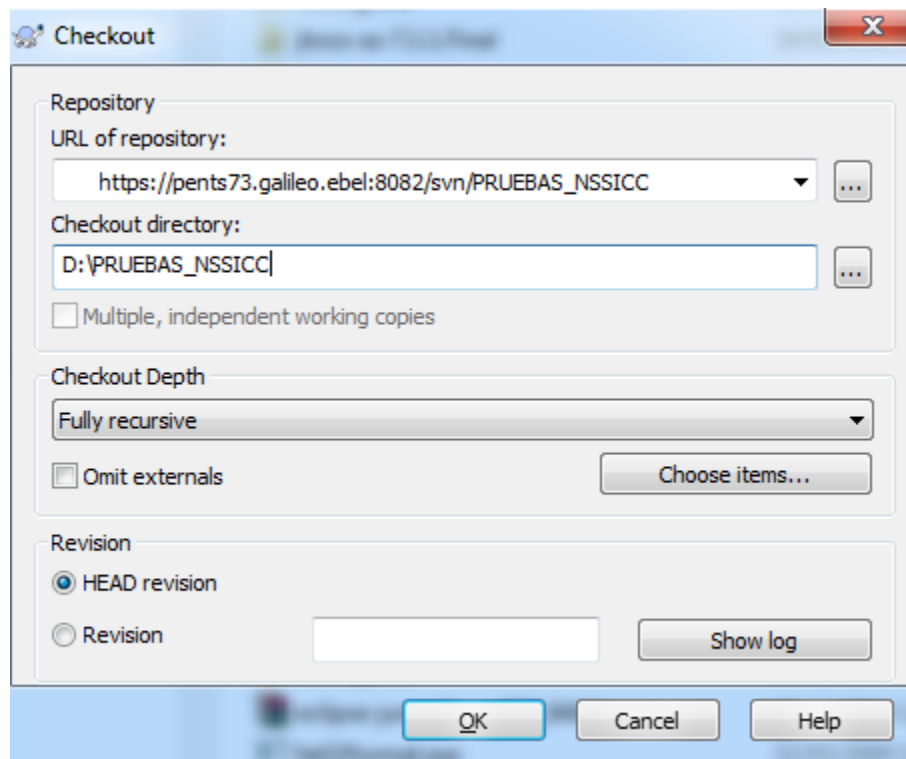 Checkout
Repository
URL of repository:
https://pents73.galileo.ebel:8082/svn/PRUEBAS_NSSICC
...
Checkout directory:
D:\PRUEBAS_NSSICC
...
Multiple, independent working copies
Checkout Depth
Fully recursive
Omit externals
Choose items...
Revision
HEAD revision
Revision
Show log
OK
Cancel
Help